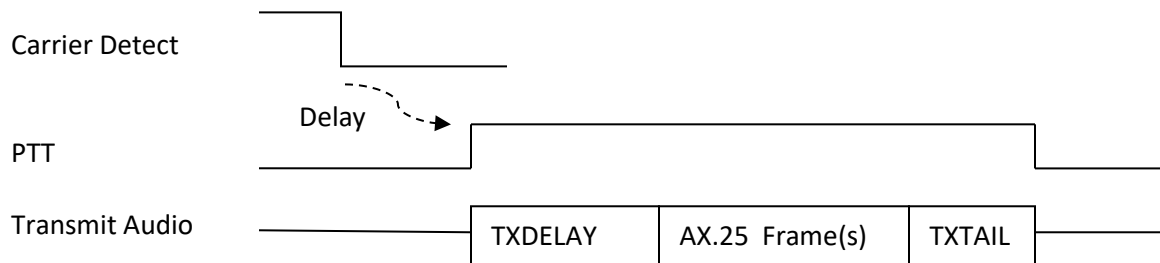 Carrier Detect
Delay
PTT
Transmit Audio
TXDELAY
AX.25 Frame(s)
TXTAIL